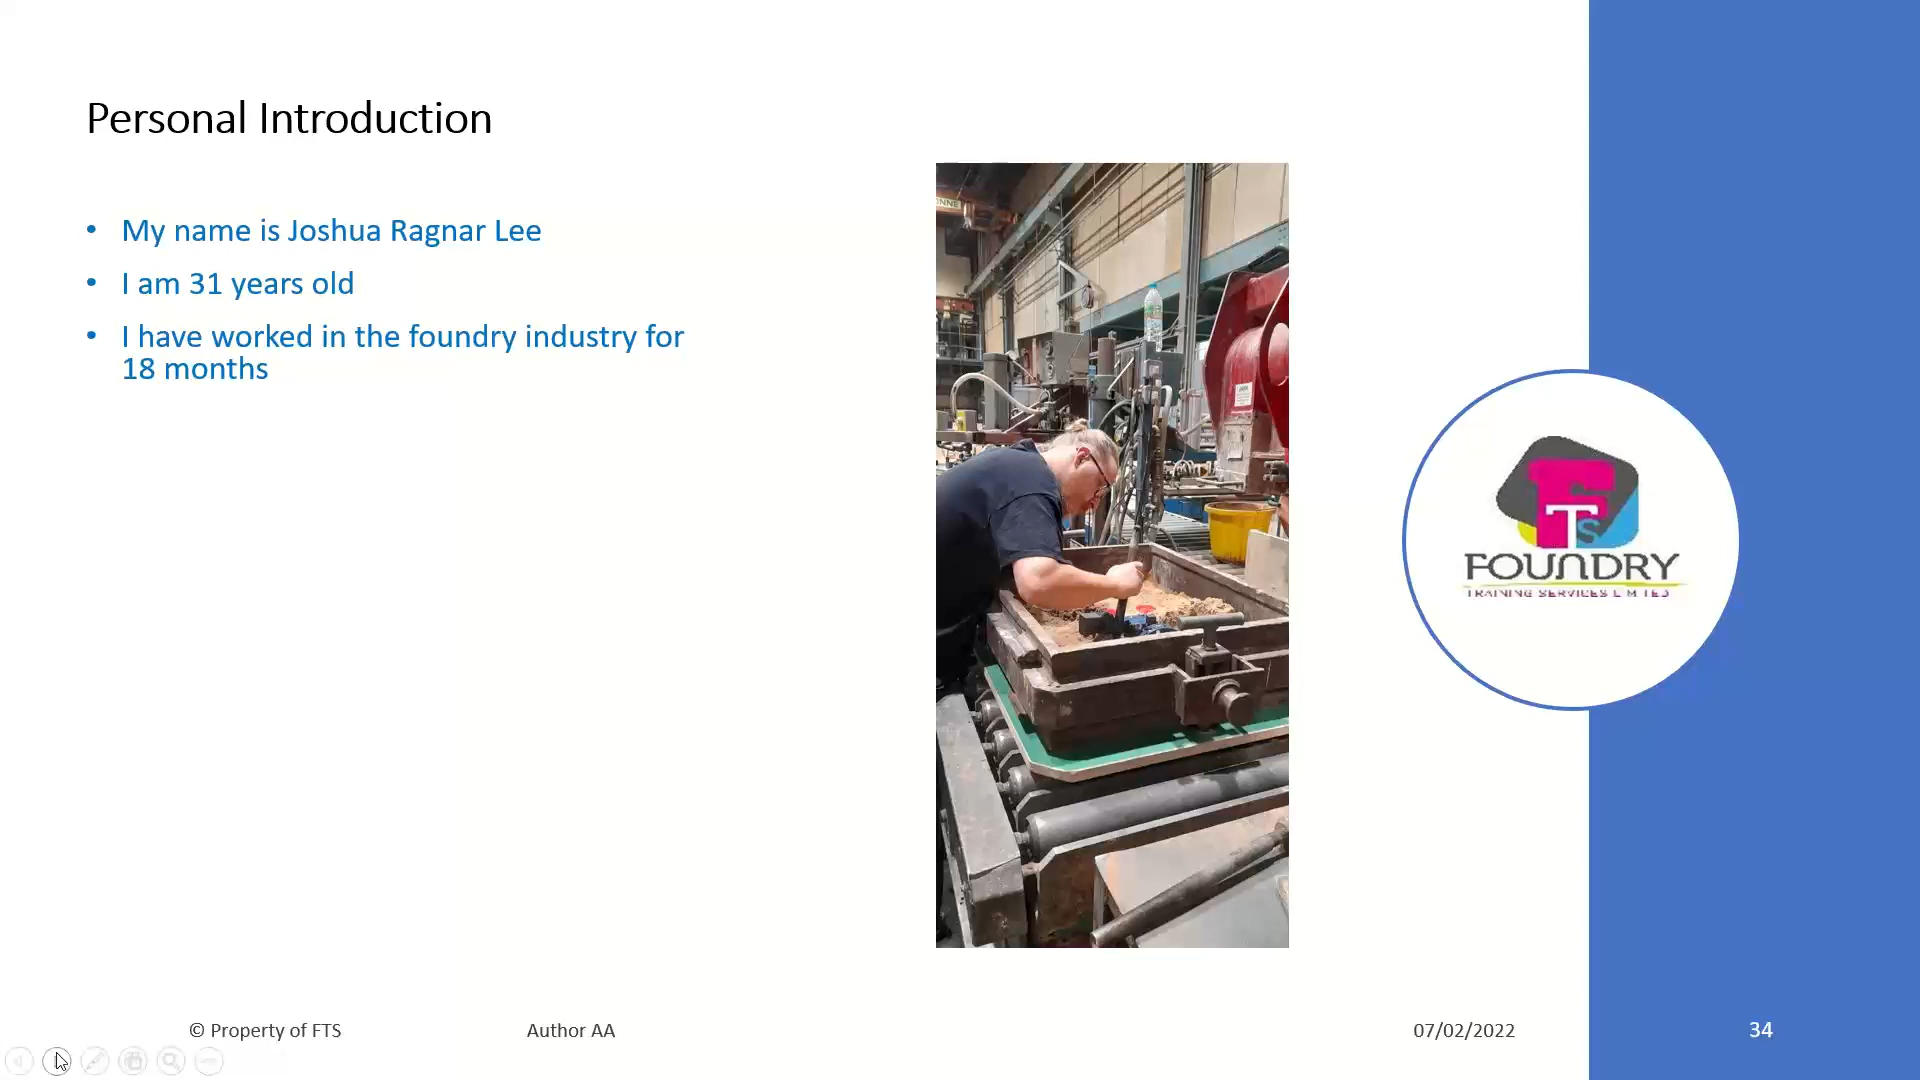 Personal Introduction
• My name is Joshua Ragnar Lee
• I am 31 years old
• I have worked in the foundry industry for
18 months
FTS
FOUNDRY
TRAINING SERVICES LIMITED
© Property of FTS
Author AA
07/02/2022
34